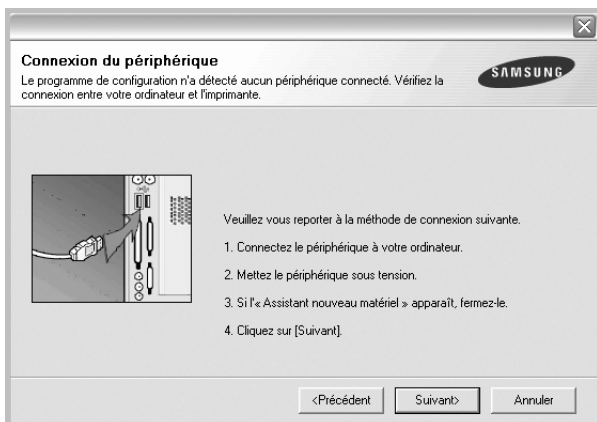 Connexion du périphérique
Le programme de configuration n'a détecté aucun périphérique connecté. Vérifiez la
connexion entre votre ordinateur et l'imprimante.
SAMSUNG
Veuillez vous reporter à la méthode de connexion suivante.
1. Connectez le périphérique à votre ordinateur.
2. Mettez le périphérique sous tension.
3. Si l'« Assistant nouveau matériel » apparaît, fermez-le.
4. Cliquez sur [Suivant].
<Précédent
Suivant>
Annuler